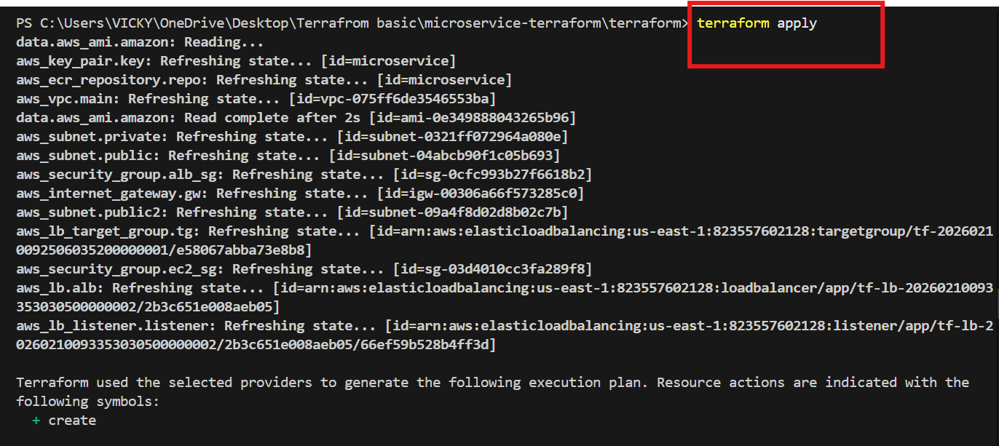 PS C:\Users\VICKY\OneDrive\Desktop\Terrafrom basic\microservice-terraform\terraform> terraform apply
data.aws_ami.amazon: Reading...
aws_key_pair.key: Refreshing state... [id=microservice]
aws_ecr_repository.repo: Refreshing state... [id=microservice]
aws_vpc.main: Refreshing state... [id=vpc-075ff6de3546553ba]
data.aws_ami.amazon: Read complete after 2s [id=ami-0e349888043265b96]
aws_subnet.private: Refreshing state... [id=subnet-0321ff072964a080e]
aws_subnet.public: Refreshing state... [id=subnet-04abcb90f1c05b693]
aws_security_group.alb_sg: Refreshing state... [id=sg-0cfc993b27f6618b2]
aws_internet_gateway.gw: Refreshing state... [id=igw-00306a66f573285c0]
aws_subnet.public2: Refreshing state... [id=subnet-09a4f8d02d8b02c7b]
aws_lb_target_group.tg: Refreshing state... [id=arn:aws:elasticloadbalancing:us-east-1:823557602128:targetgroup/tf-2026021
0092506035200000001/e58067abba73e8b8]
aws_security_group.ec2_sg: Refreshing state... [id=sg-03d4010cc3fa289f8]
aws_lb.alb: Refreshing state... [id=arn:aws:elasticloadbalancing:us-east-1:823557602128:loadbalancer/app/tf-lb-20260210093
353030500000002/2b3c651e008aeb05]
aws_lb_listener.listener: Refreshing state... [id=arn:aws:elasticloadbalancing:us-east-1:823557602128:listener/app/tf-lb-2
0260210093353030500000002/2b3c651e008aeb05/66ef59b528b4ff3d]
Terraform used the selected providers to generate the following execution plan. Resource actions are indicated with the
following symbols:
+ create